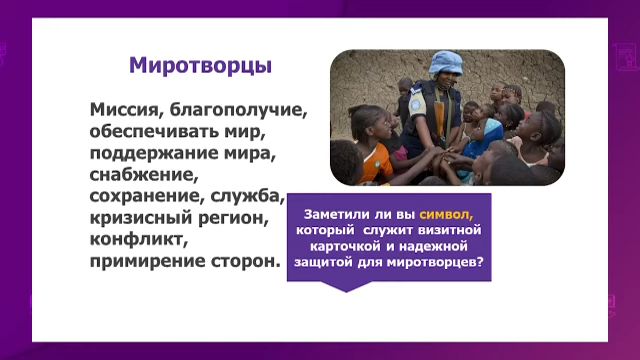 Миротворцы
Миссия, благополучие,
обеспечивать мир,
поддержание мира,
снабжение,
сохранение, служба,
кризисный регион,
конфликт,
примирение сторон.
Заметили ли вы символ,
который служит визитной
карточкой и надежной
защитой для миротворцев?